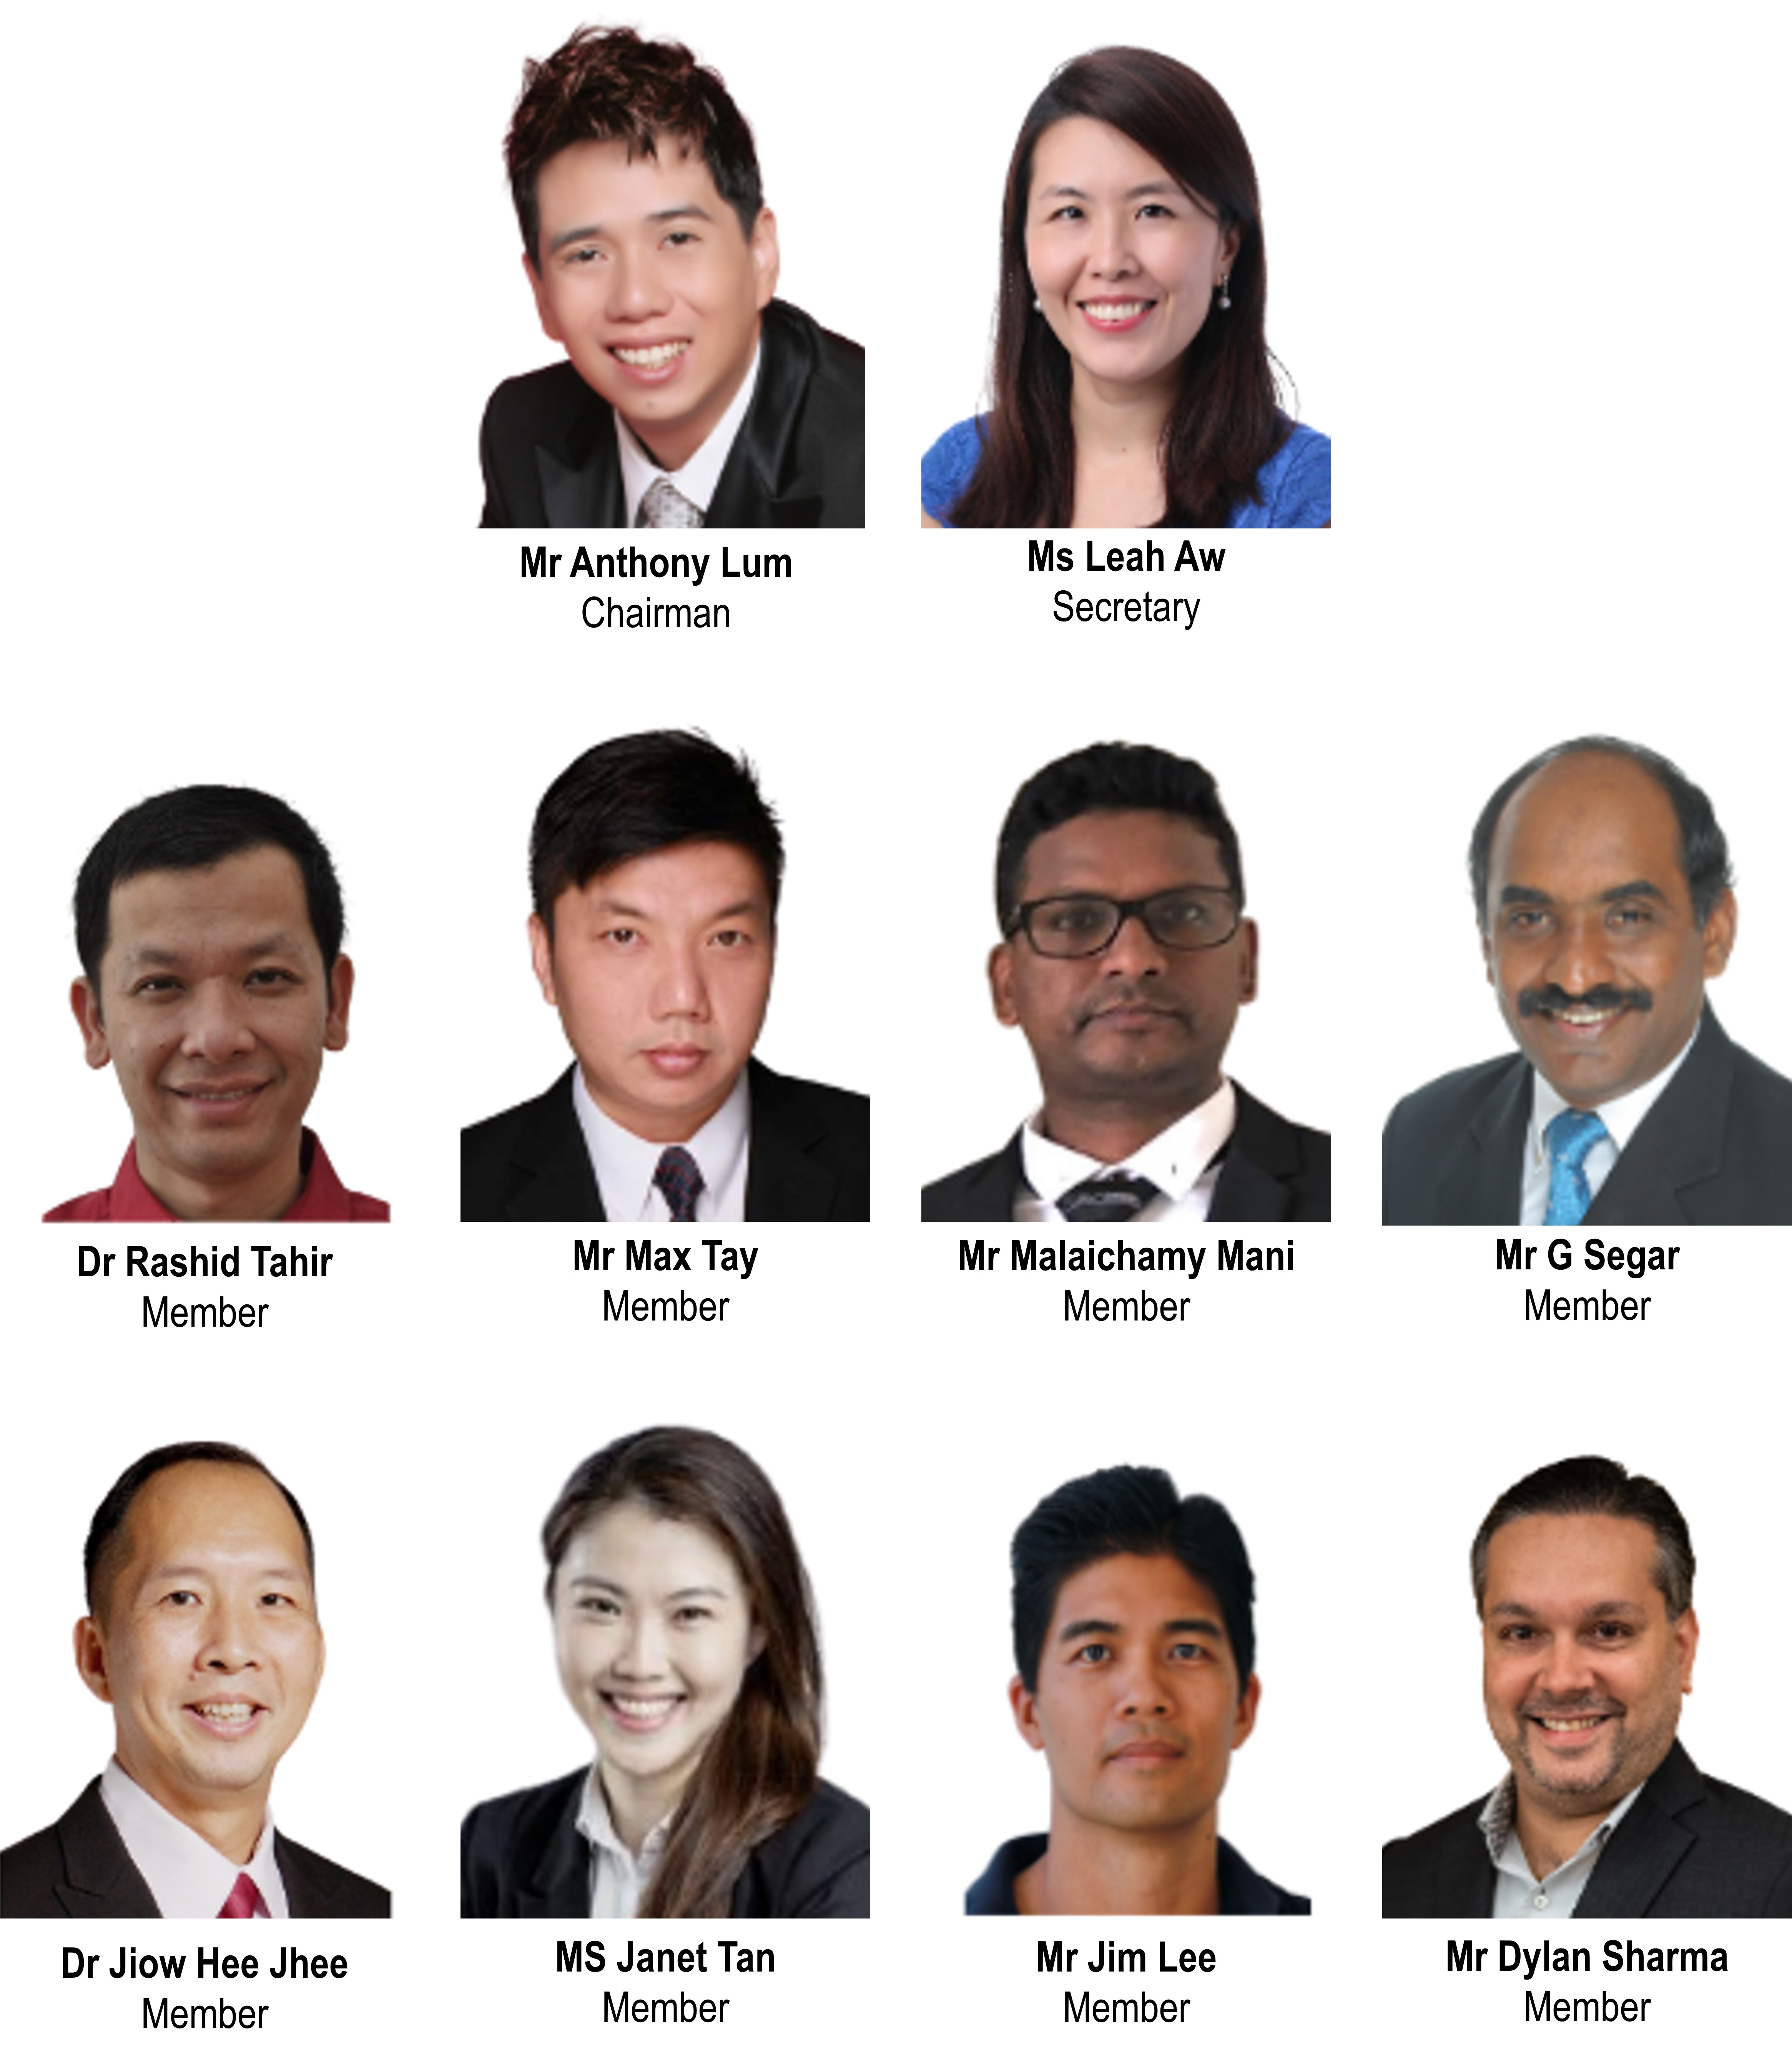 Mr Anthony Lum
Chairman
Ms Leah Aw
Secretary
Dr Rashid Tahir
Member
Mr Max Tay
Member
Mr Malaichamy Mani
Member
Mr G Segar
Member
Dr Jiow Hee Jhee
Member
MS Janet Tan
Member
Mr Jim Lee
Member
Mr Dylan Sharma
Member